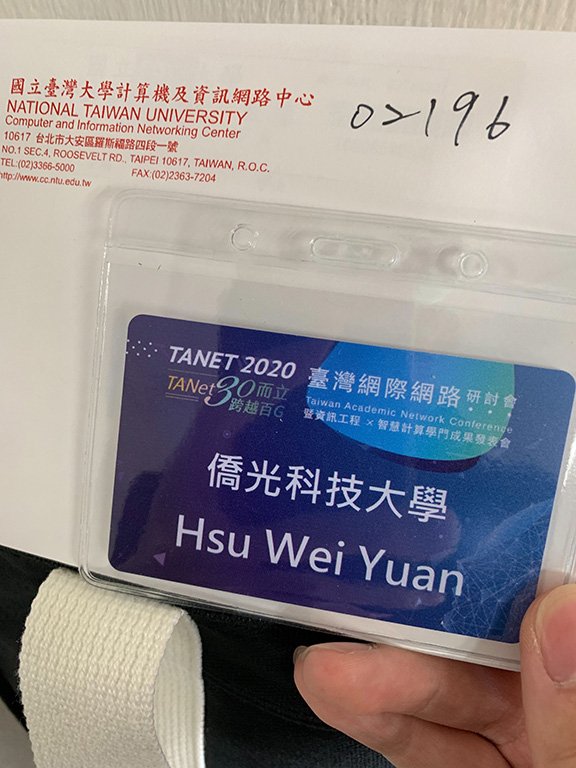 國立臺灣大學計算機及資訊網路中心
NATIONAL TAIWAN UNIVERSITY
Computer and Information Networking Center
10617 台北市大安區羅斯福路四段一號
NO.1 SEC.4, ROOSEVELT RD., TAIPEI 10617, TAIWAN, R.O.C.
TEL:(02)3366-5000 FAX:(02)2363-7204
http://www.cc.ntu.edu.tw
02196
TANET 2020
TANet 30 而立
跨越百G
臺灣網際網路 研討會
Taiwan Academic Network Conference
暨資訊工程 × 智慧計算學門成果發表會
僑光科技大學
Hsu Wei Yuan